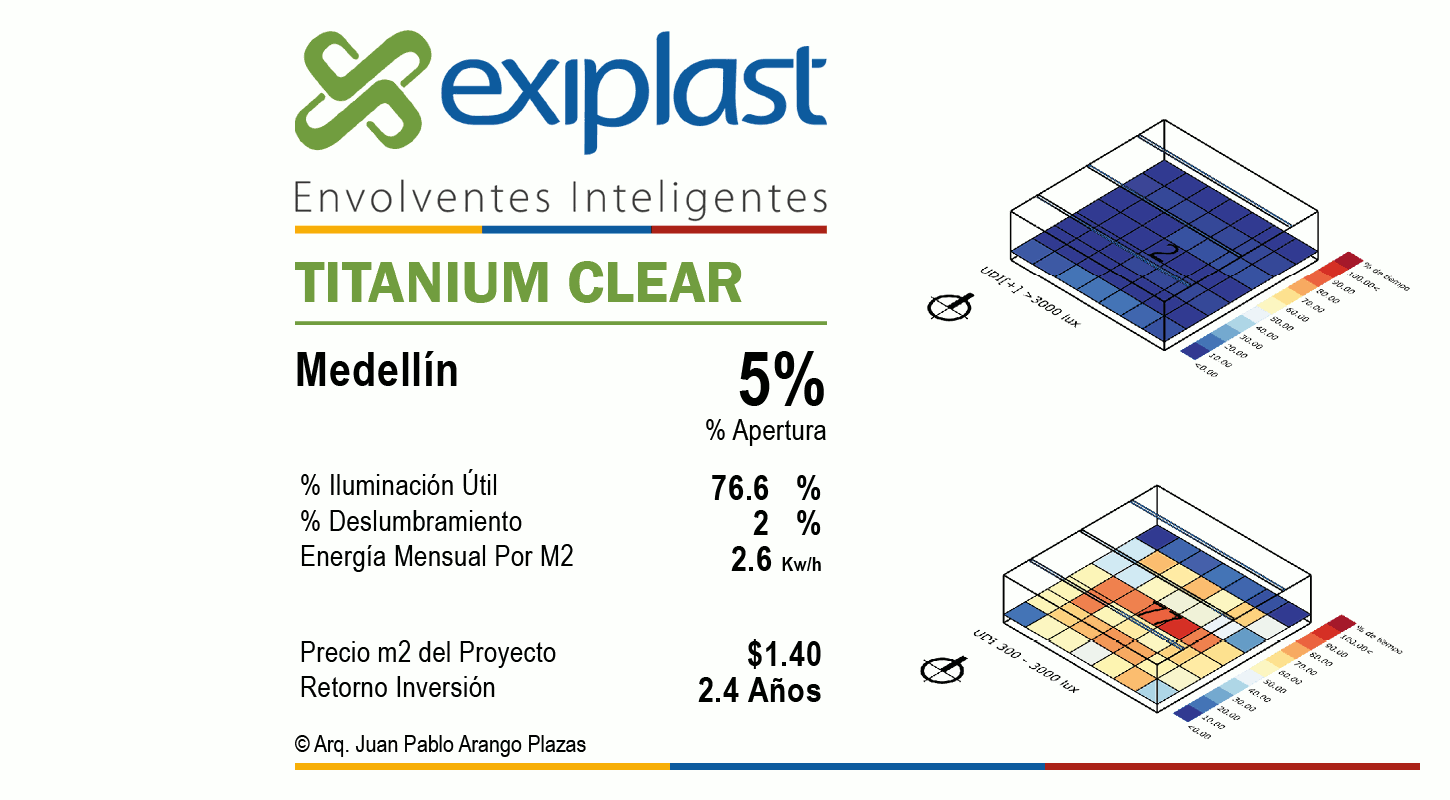 exiplast
Envolventes Inteligentes
TITANIUM CLEAR
Medellín 5%
% Apertura
% Iluminación Útil 76.6 %
% Deslumbramiento 2 %
Energía Mensual Por M2 2.6 Kw/h
Precio m2 del Proyecto $1.40
Retorno Inversión 2.4 Años
© Arq. Juan Pablo Arango Plazas
2
UDI[+] >3000 lux
% de tiempo
100.00<
90.00
80.00
70.00
60.00
50.00
40.00
30.00
20.00
10.00
<0.00
77
UDI 300 - 3000 lux
% de tiempo
100.00<
90.00
80.00
70.00
60.00
50.00
40.00
30.00
20.00
10.00
<0.00